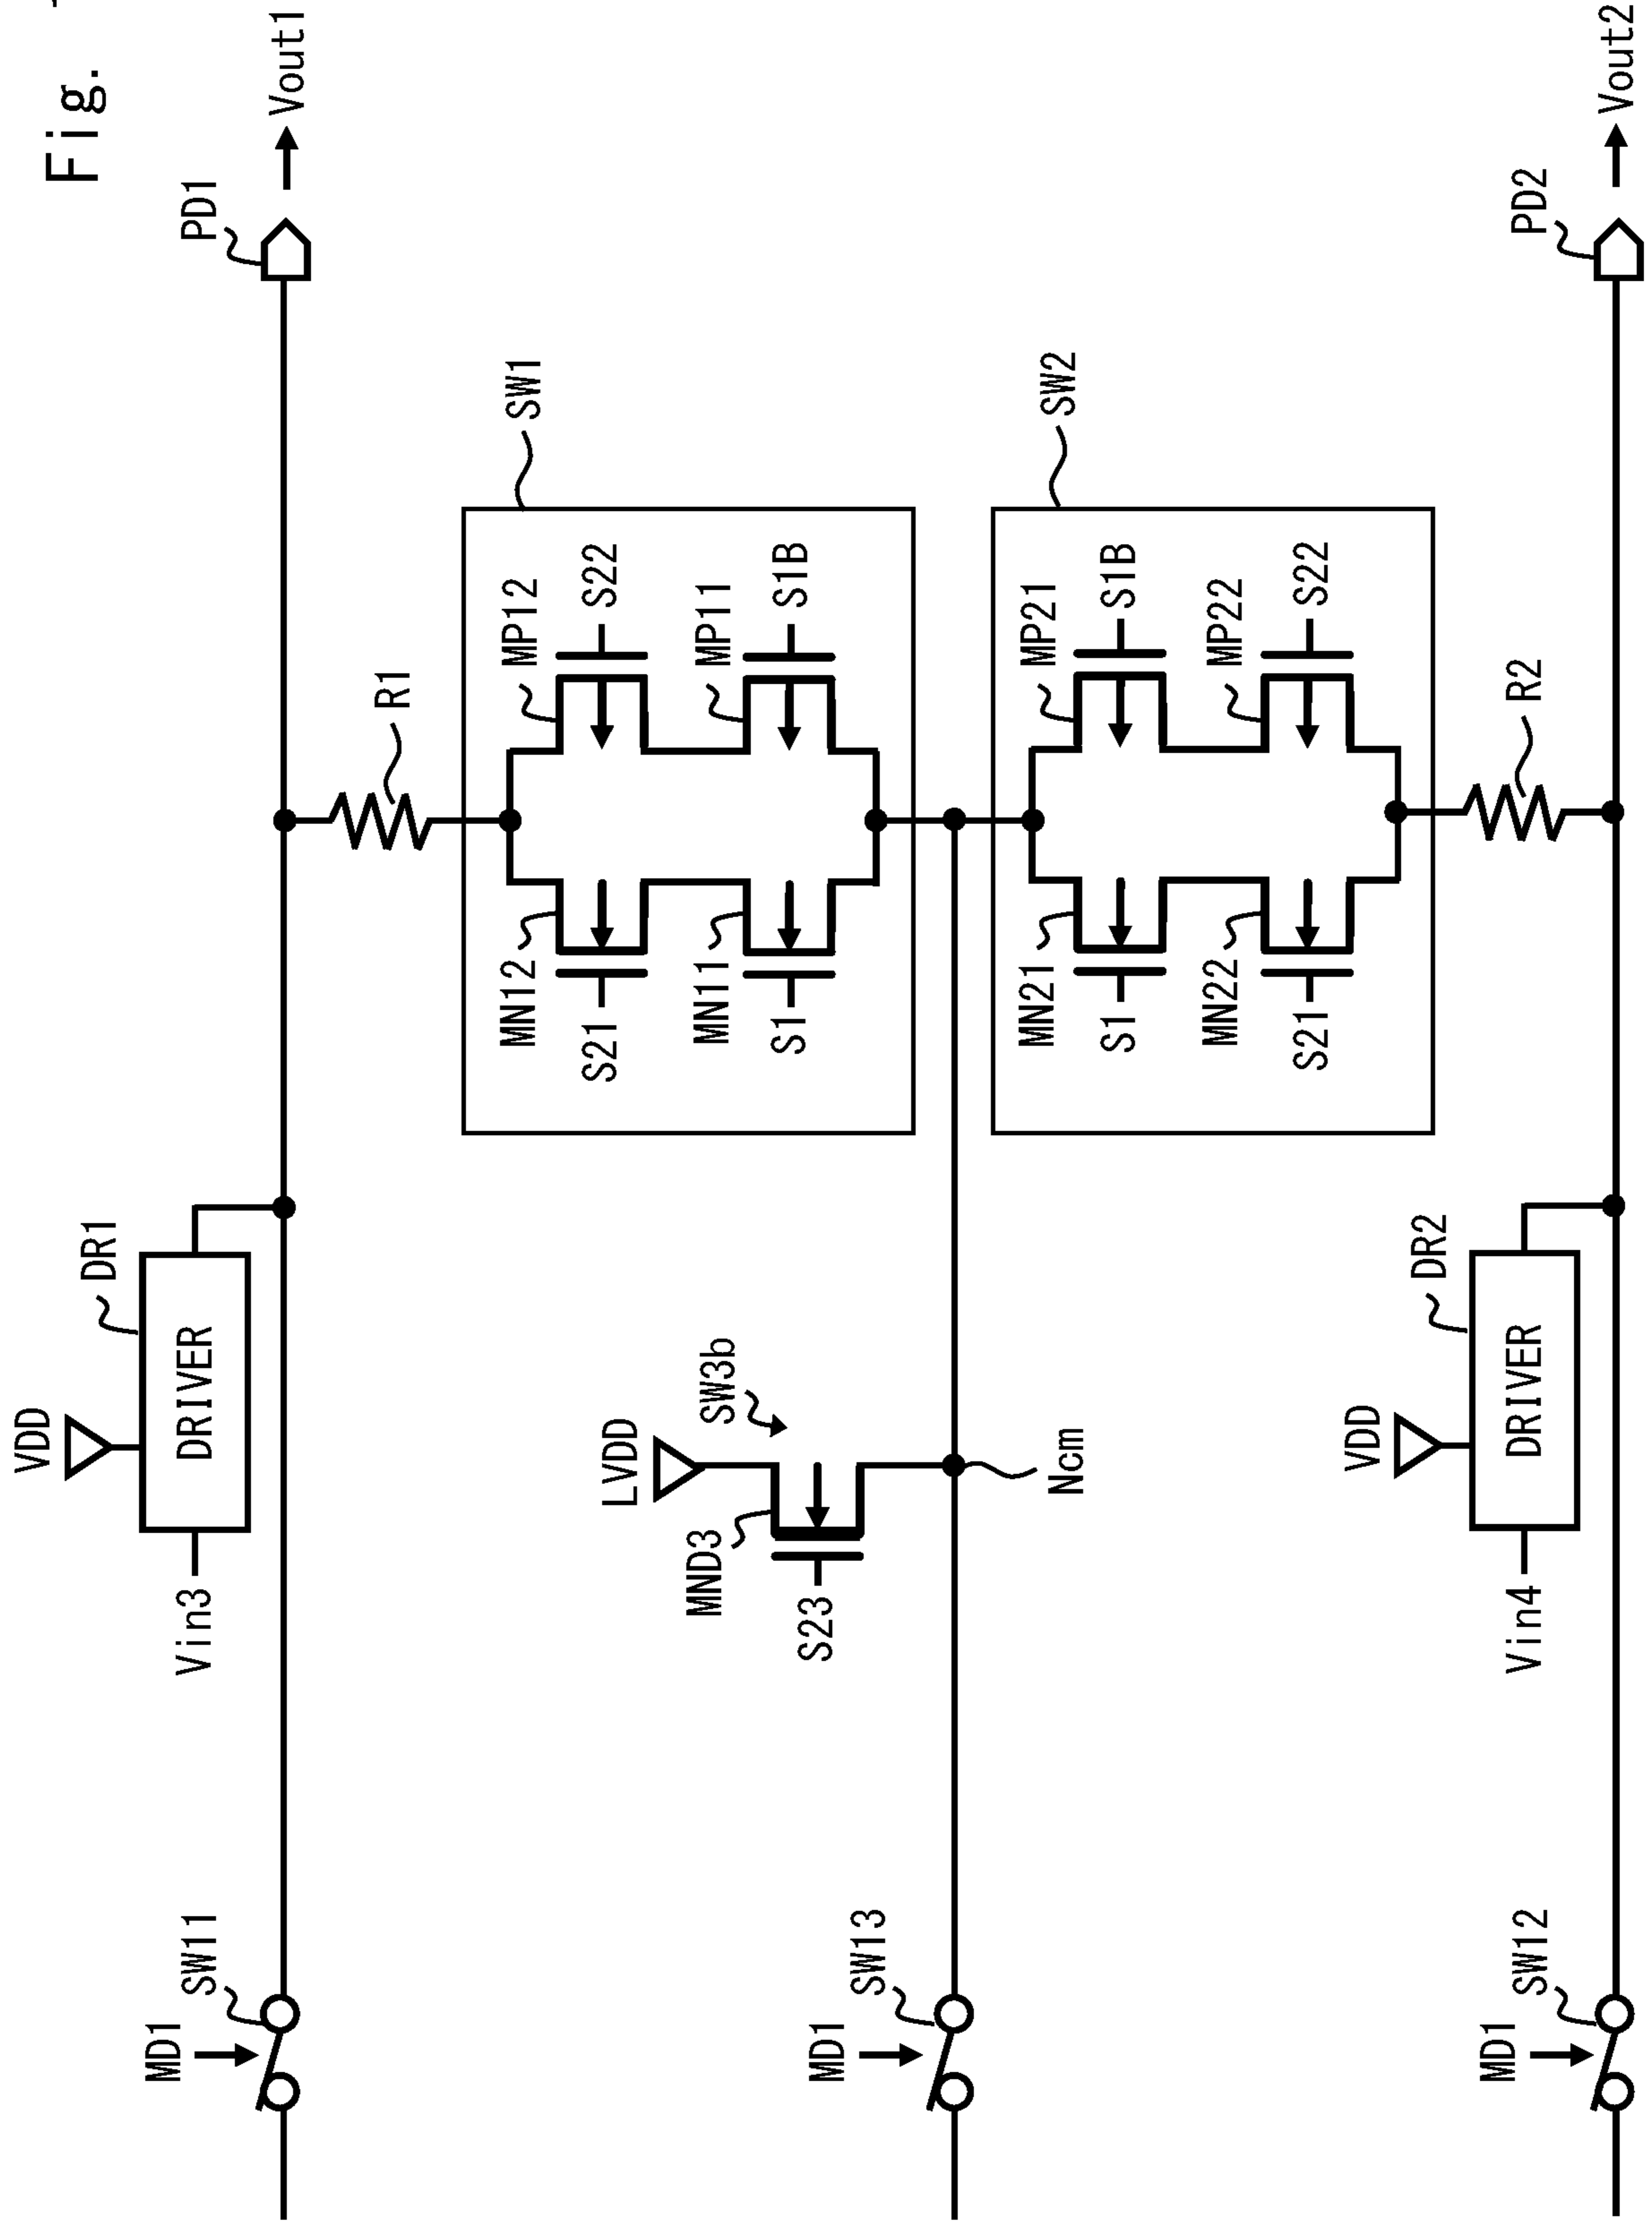 Fig.
VDD
DR1
DRIVER
Vin3
MD1
SW11
PD1
Vout1
R1
SW1
MN12
S21
MP12
S22
MN11
S1
MP11
S1B
LVDD
SW3b
MND3
S23
Ncm
MD1
SW13
SW2
MN21
S1
MP21
S1B
MN22
S21
MP22
S22
R2
VDD
DR2
DRIVER
Vin4
MD1
SW12
PD2
Vout2